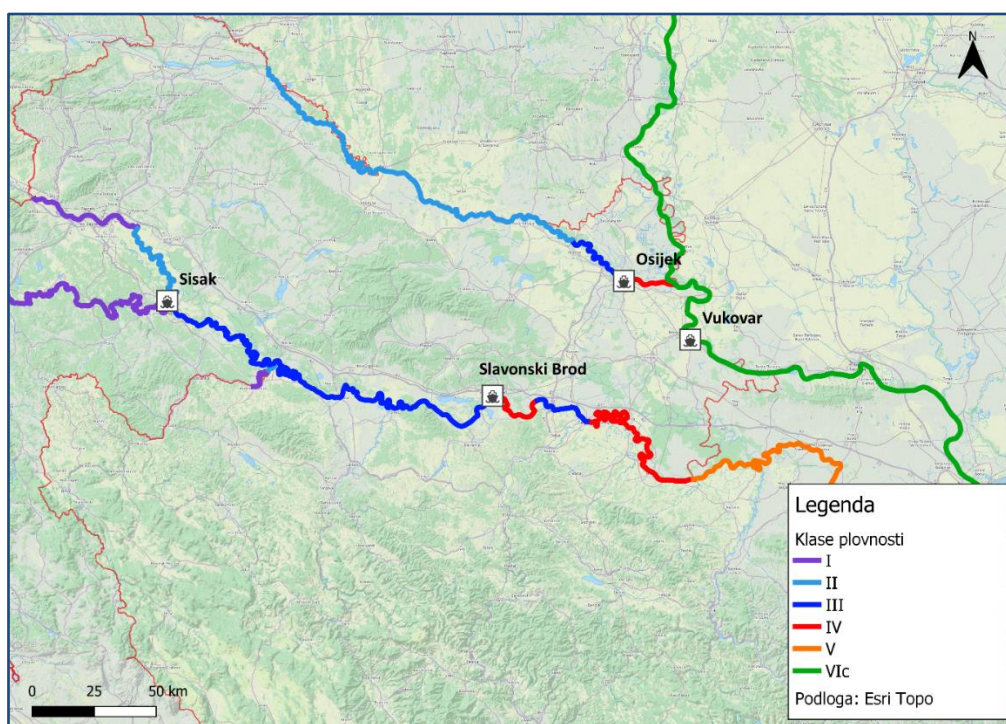 N
Osijek
Sisak
Vukovar
Slavonski Brod
Legenda
Klase plovnosti
I
II
III
IV
V
VIc
Podloga: Esri Topo
0 25 50 km